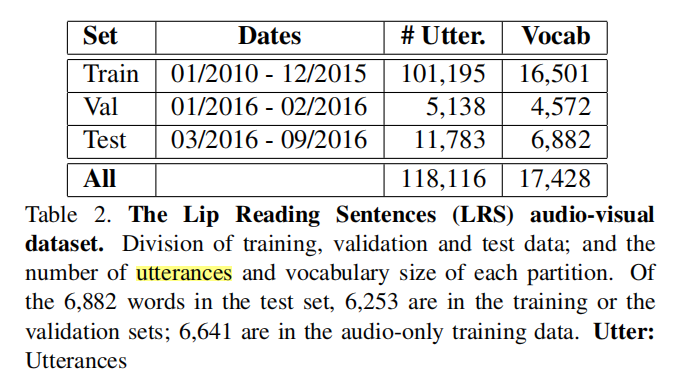 Set Dates # Utter. Vocab
Train 01/2010 - 12/2015 101,195 16,501
Val 01/2016 - 02/2016 5,138 4,572
Test 03/2016 - 09/2016 11,783 6,882
All 118,116 17,428
Table 2. The Lip Reading Sentences (LRS) audio-visual
dataset. Division of training, validation and test data; and the
number of utterances and vocabulary size of each partition. Of
the 6,882 words in the test set, 6,253 are in the training or the
validation sets; 6,641 are in the audio-only training data. Utter:
Utterances